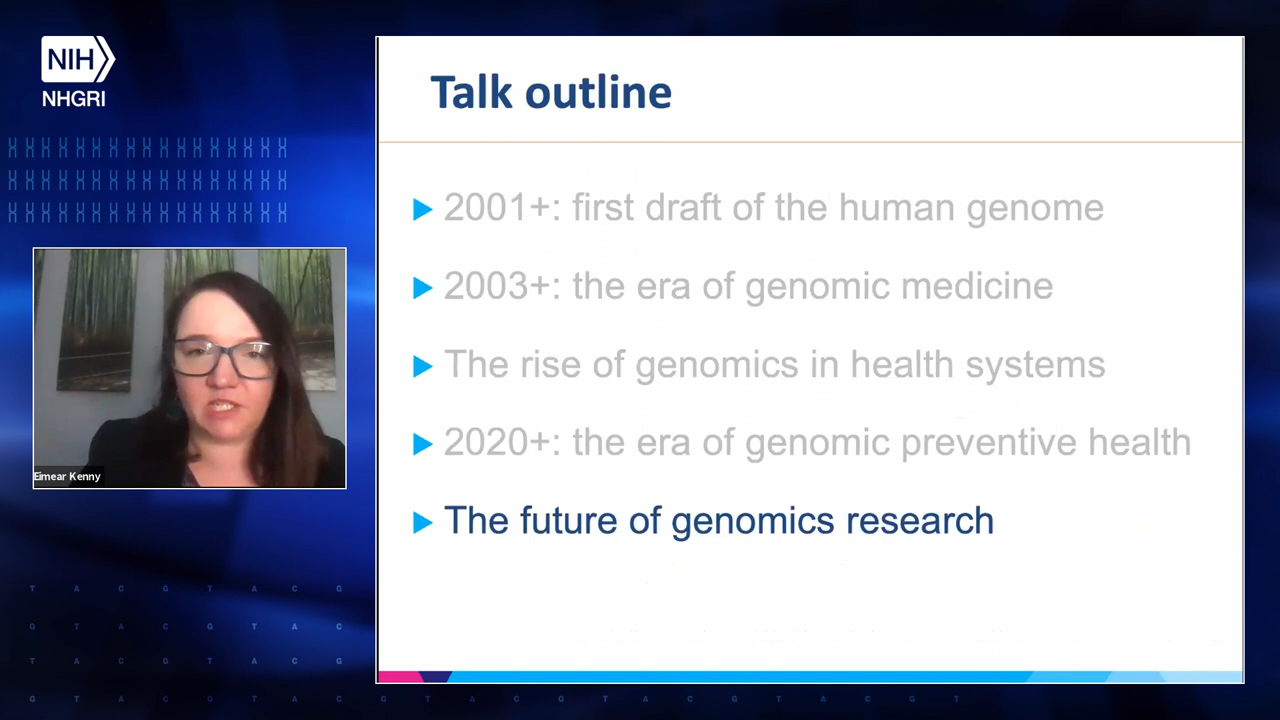 NIH
NHGRI
Talk outline
2001+: first draft of the human genome
2003+: the era of genomic medicine
The rise of genomics in health systems
2020+: the era of genomic preventive health
The future of genomics research
Eimear Kenny
T A C G T A C G
G T A C G T A C
T A C G T A C G
G T A C G T A C G T A C G T A C G T A C G T